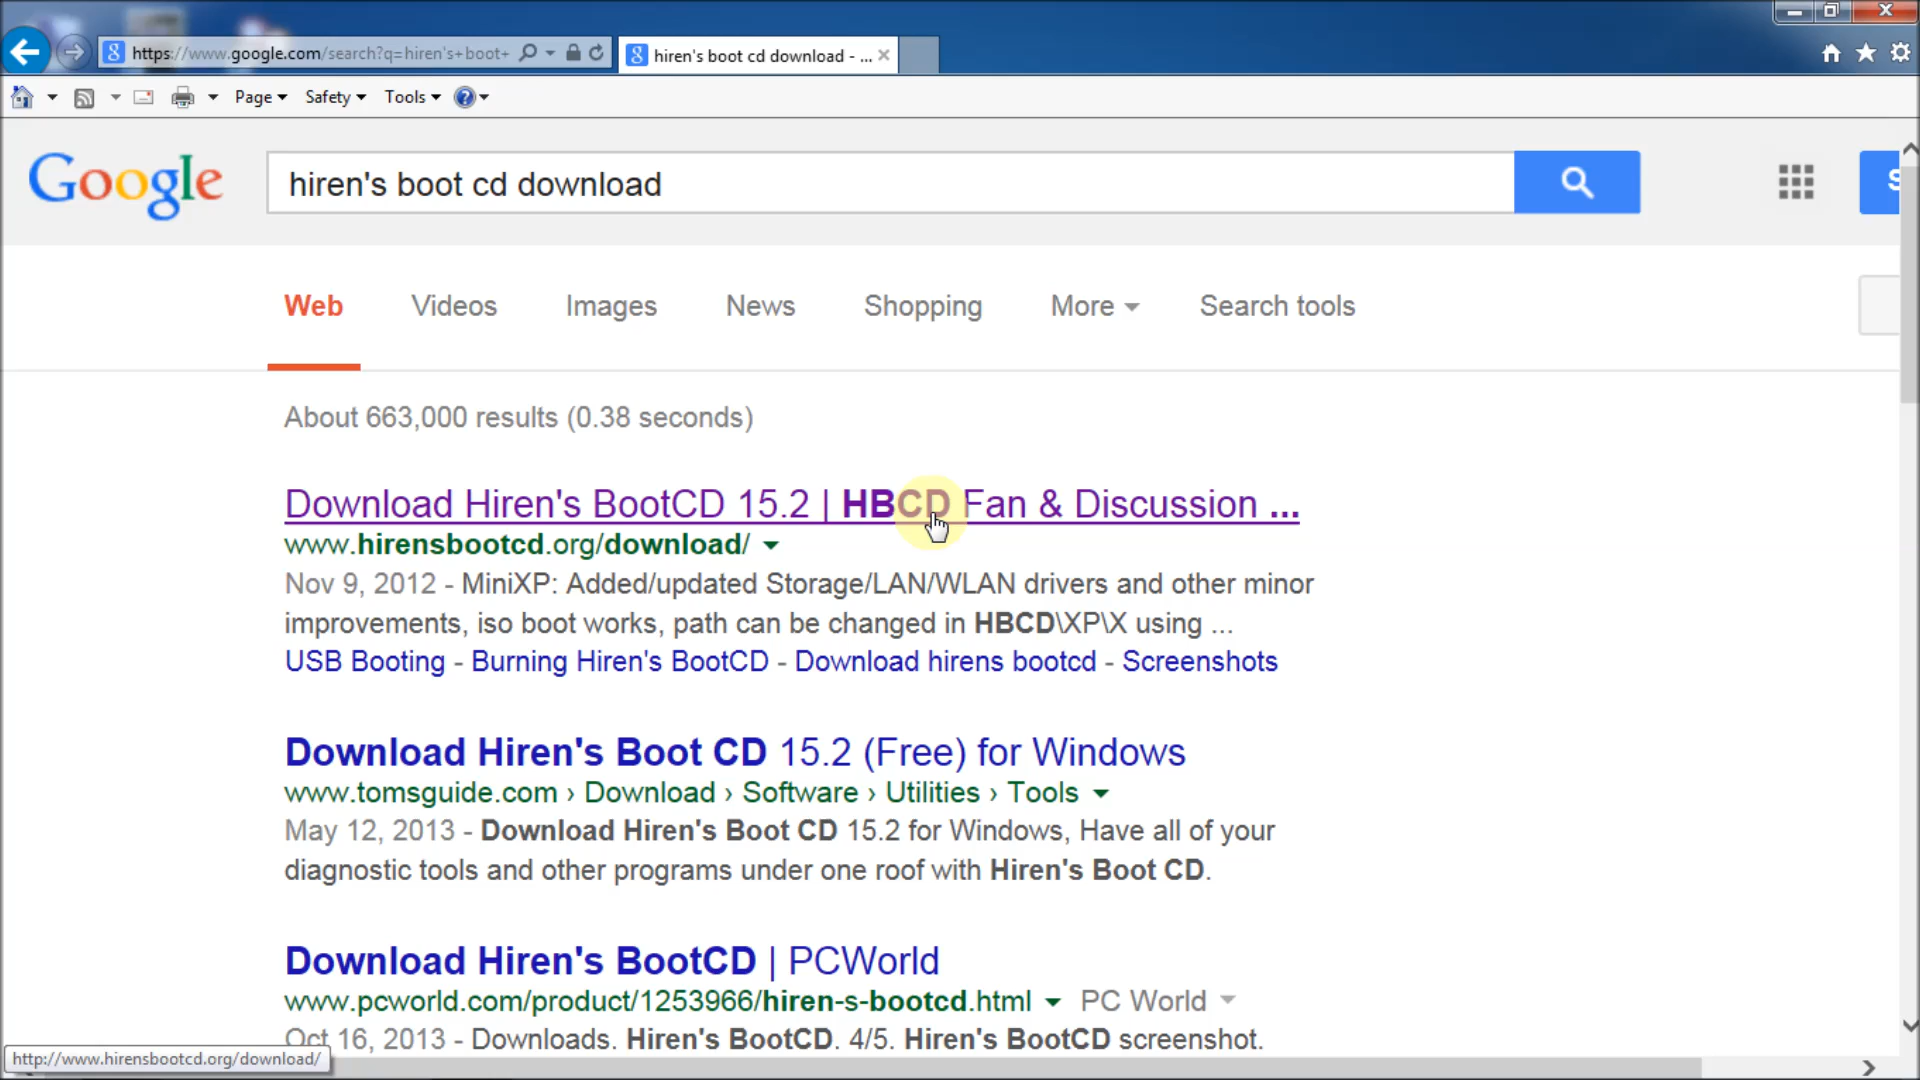 https://www.google.com/search?q=hiren's+boot+
hiren's boot cd download - ...
Page
Safety
Tools
Google
hiren's boot cd download
S
Web
Videos
Images
News
Shopping
More
Search tools
About 663,000 results (0.38 seconds)
Download Hiren's BootCD 15.2 | HBCD Fan & Discussion ...
www.hirensbootcd.org/download/
Nov 9, 2012 - MiniXP: Added/updated Storage/LAN/WLAN drivers and other minor
improvements, iso boot works, path can be changed in HBCD\XP\X using ...
USB Booting - Burning Hiren's BootCD - Download hirens bootcd - Screenshots
Download Hiren's Boot CD 15.2 (Free) for Windows
www.tomsguide.com › Download › Software › Utilities › Tools
May 12, 2013 - Download Hiren's Boot CD 15.2 for Windows, Have all of your
diagnostic tools and other programs under one roof with Hiren's Boot CD.
Download Hiren's BootCD | PCWorld
www.pcworld.com/product/1253966/hiren-s-bootcd.html
PC World
Oct 16, 2013 - Downloads. Hiren's BootCD. 4/5. Hiren's BootCD screenshot.
http://www.hirensbootcd.org/download/